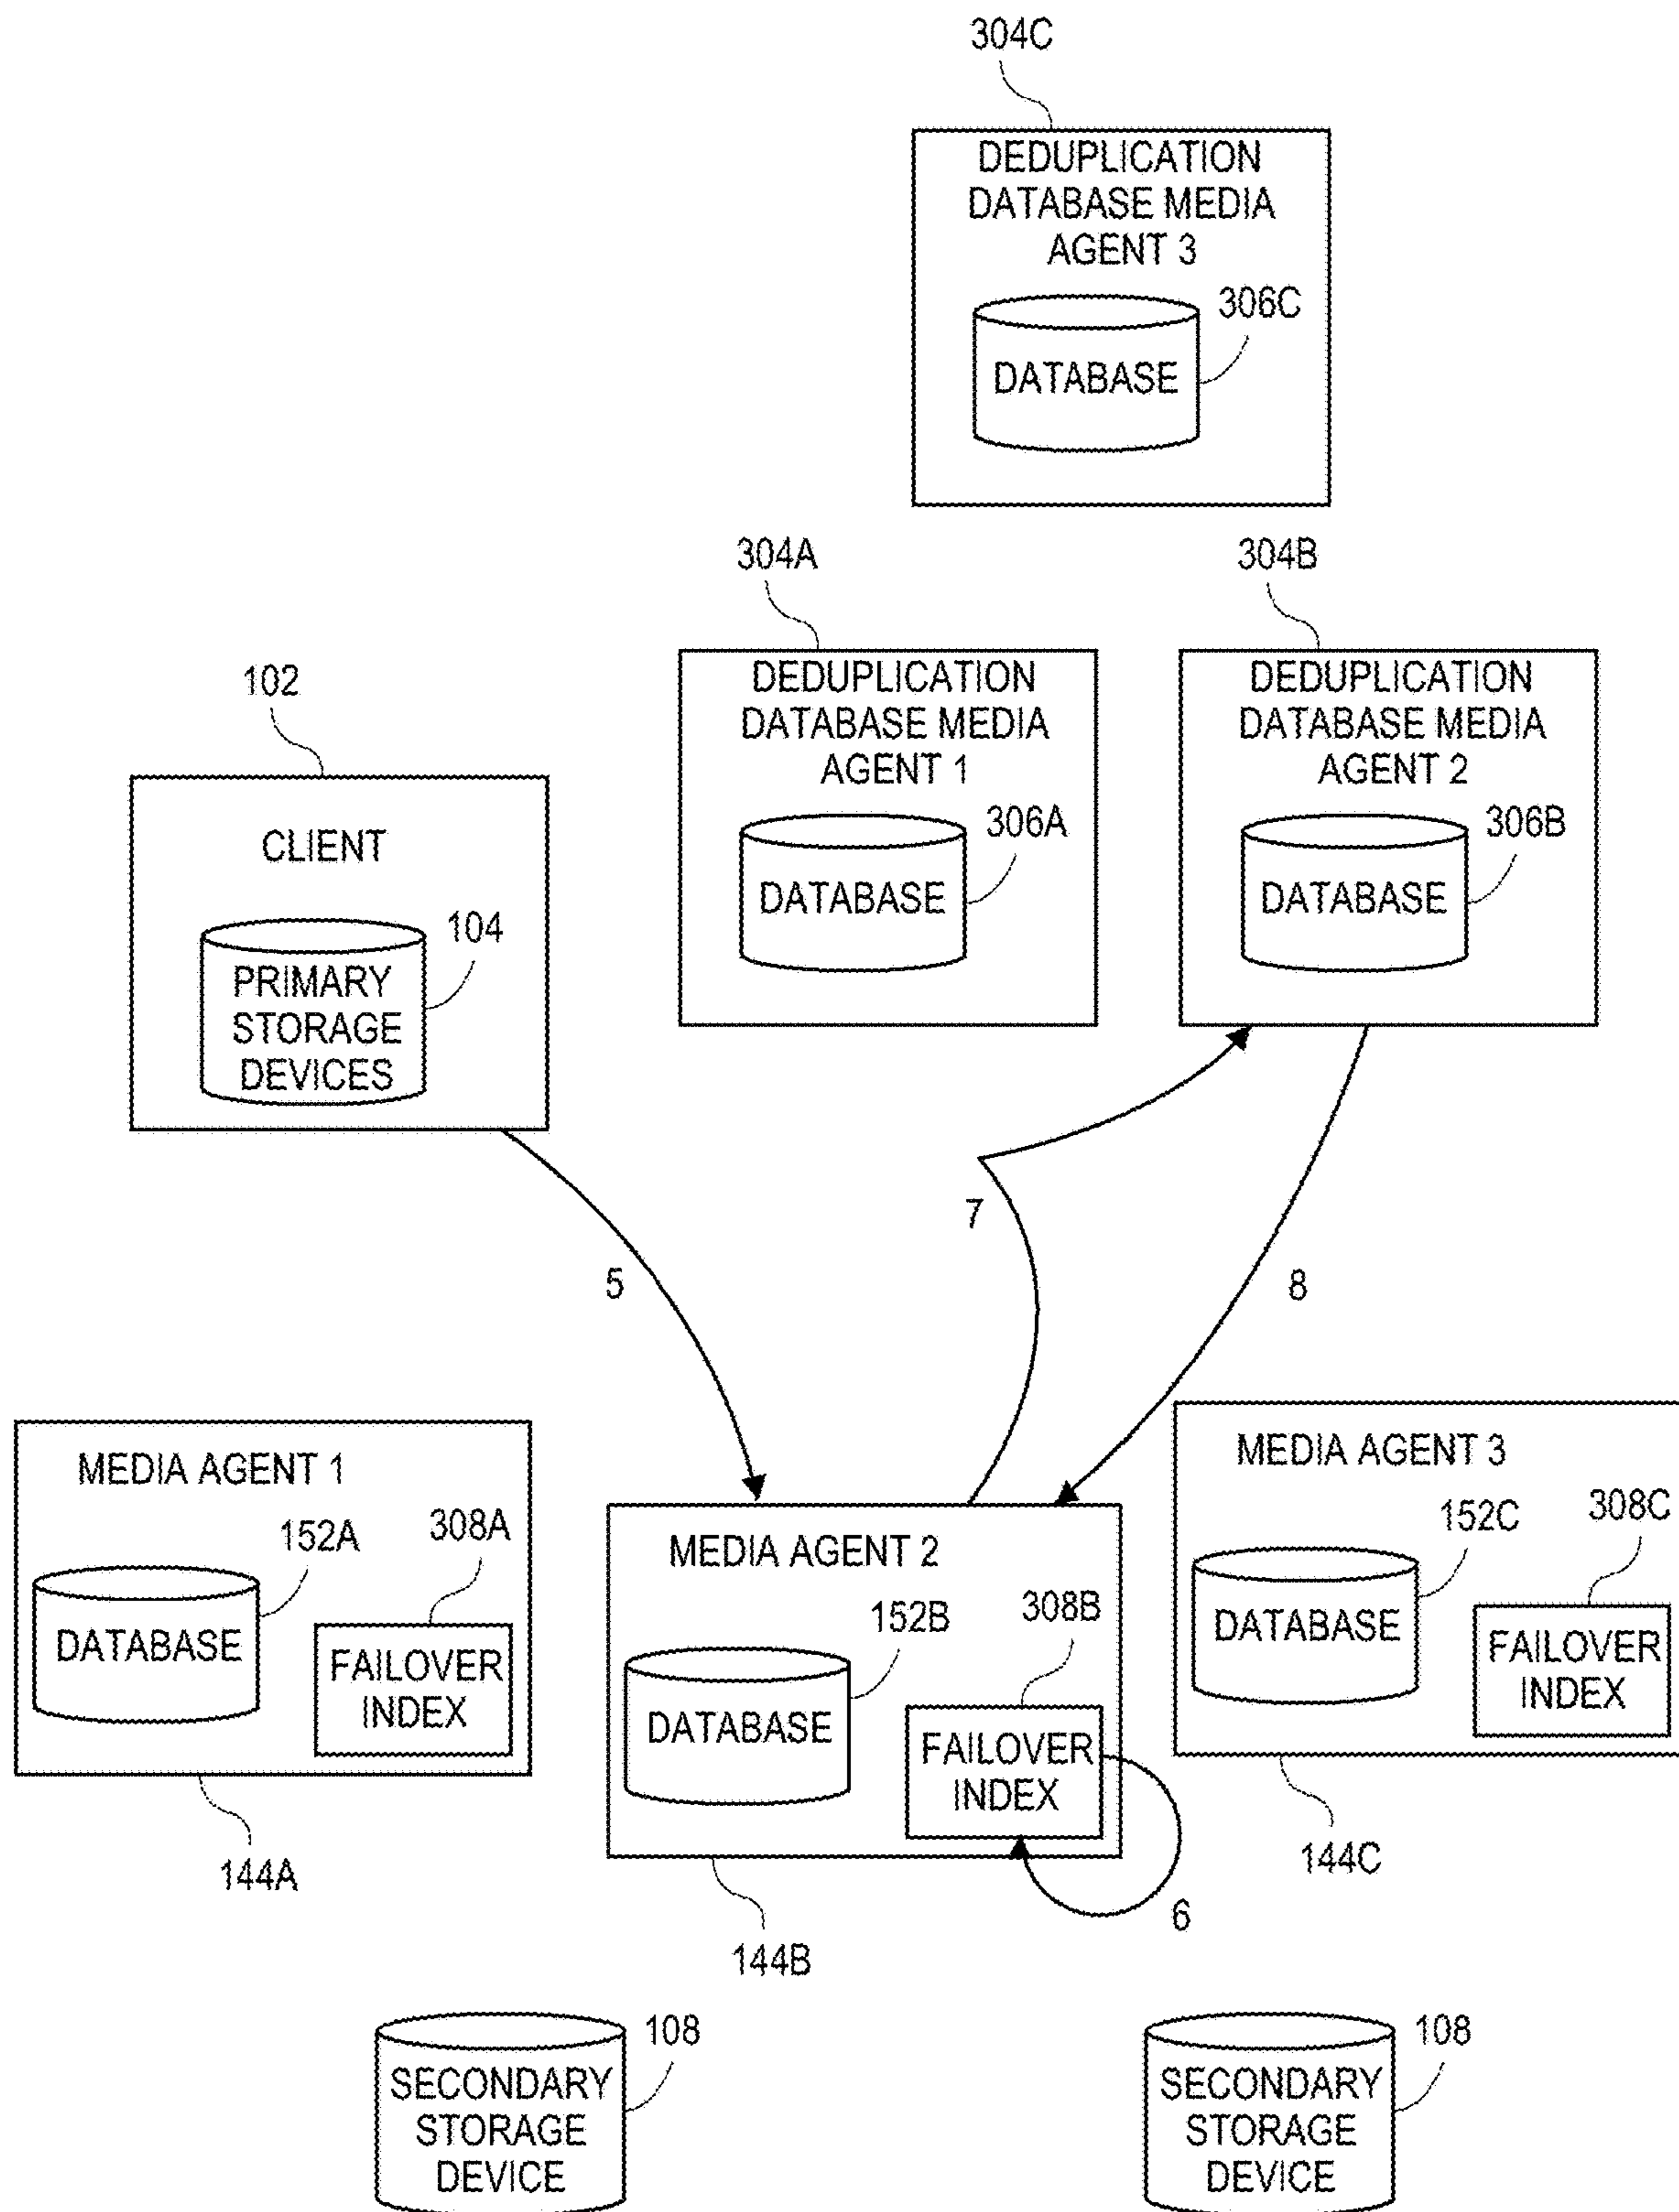 304C
DEDUPLICATION
DATABASE MEDIA
AGENT 3
306C
DATABASE
304A
304B
DEDUPLICATION
DATABASE MEDIA
AGENT 1
306A
DATABASE
DEDUPLICATION
DATABASE MEDIA
AGENT 2
306B
DATABASE
102
CLIENT
104
PRIMARY
STORAGE
DEVICES
7
5
8
MEDIA AGENT 1
152A
308A
DATABASE
FAILOVER
INDEX
144A
MEDIA AGENT 2
152B
308B
DATABASE
FAILOVER
INDEX
6
144B
MEDIA AGENT 3
152C
308C
DATABASE
FAILOVER
INDEX
144C
108
SECONDARY
STORAGE
DEVICE
108
SECONDARY
STORAGE
DEVICE